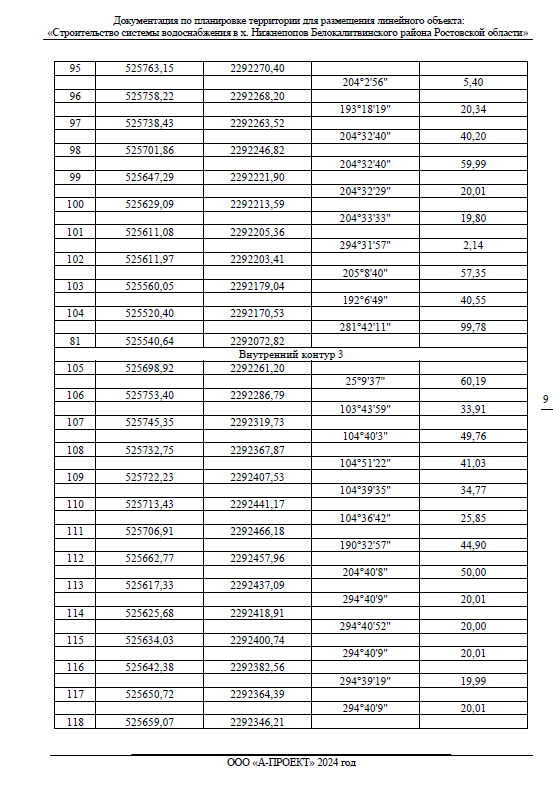 Документация по планировке территории для размещения линейного объекта:
«Строительство системы водоснабжения в х. Нижнепопов Белокалитвинского района Ростовской области»
95 525763,15 2292270,40
204°2'56" 5,40
96 525758,22 2292268,20
193°18'19" 20,34
97 525738,43 2292263,52
204°32'40" 40,20
98 525701,86 2292246,82
204°32'40" 59,99
99 525647,29 2292221,90
204°32'29" 20,01
100 525629,09 2292213,59
204°33'33" 19,80
101 525611,08 2292205,36
294°31'57" 2,14
102 525611,97 2292203,41
205°8'40" 57,35
103 525560,05 2292179,04
192°6'49" 40,55
104 525520,40 2292170,53
281°42'11" 99,78
81 525540,64 2292072,82
Внутренний контур 3
105 525698,92 2292261,20
25°9'37" 60,19
106 525753,40 2292286,79
103°43'59" 33,91
107 525745,35 2292319,73
104°40'3" 49,76
108 525732,75 2292367,87
104°51'22" 41,03
109 525722,23 2292407,53
104°39'35" 34,77
110 525713,43 2292441,17
104°36'42" 25,85
111 525706,91 2292466,18
190°32'57" 44,90
112 525662,77 2292457,96
204°40'8" 50,00
113 525617,33 2292437,09
294°40'9" 20,01
114 525625,68 2292418,91
294°40'52" 20,00
115 525634,03 2292400,74
294°40'9" 20,01
116 525642,38 2292382,56
294°39'19" 19,99
117 525650,72 2292364,39
294°40'9" 20,01
118 525659,07 2292346,21
9
ООО «А-ПРОЕКТ» 2024 год